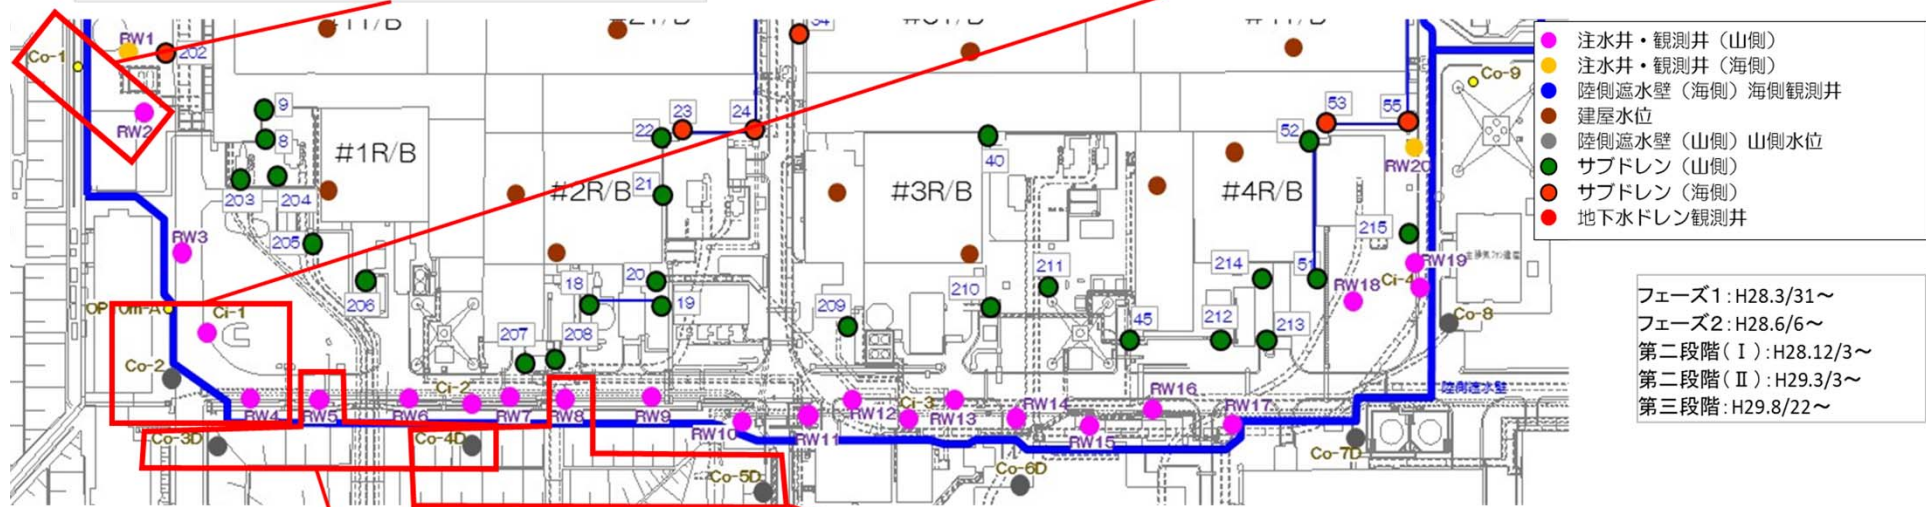 RW1
202
Co-1
RW2
34
9
8
203
204
205
206
#1R/B
22
23
24
21
#2R/B
18
20
19
207
208
40
#3R/B
209
210
211
53
55
52
RW20
#4R/B
215
214
51
45
212
213
RW18
RW19
Ci-4
Co-9
Co-8
陸側遮水壁
RW3
Ci-1
Co-2
RW4
RW5
RW6
Ci-2
RW7
RW8
RW9
RW10
RW11
RW12
Ci-3
RW13
RW14
RW15
RW16
RW17
Co-3D
Co-4D
Co-5D
Co-6D
Co-7D
注水井・観測井（山側）
注水井・観測井（海側）
陸側遮水壁（海側）海側観測井
建屋水位
陸側遮水壁（山側）山側水位
サブドレン（山側）
サブドレン（海側）
地下水ドレン観測井
フェーズ1：H28.3/31～
フェーズ2：H28.6/6～
第二段階（Ⅰ）：H28.12/3～
第二段階（Ⅱ）：H29.3/3～
第三段階：H29.8/22～